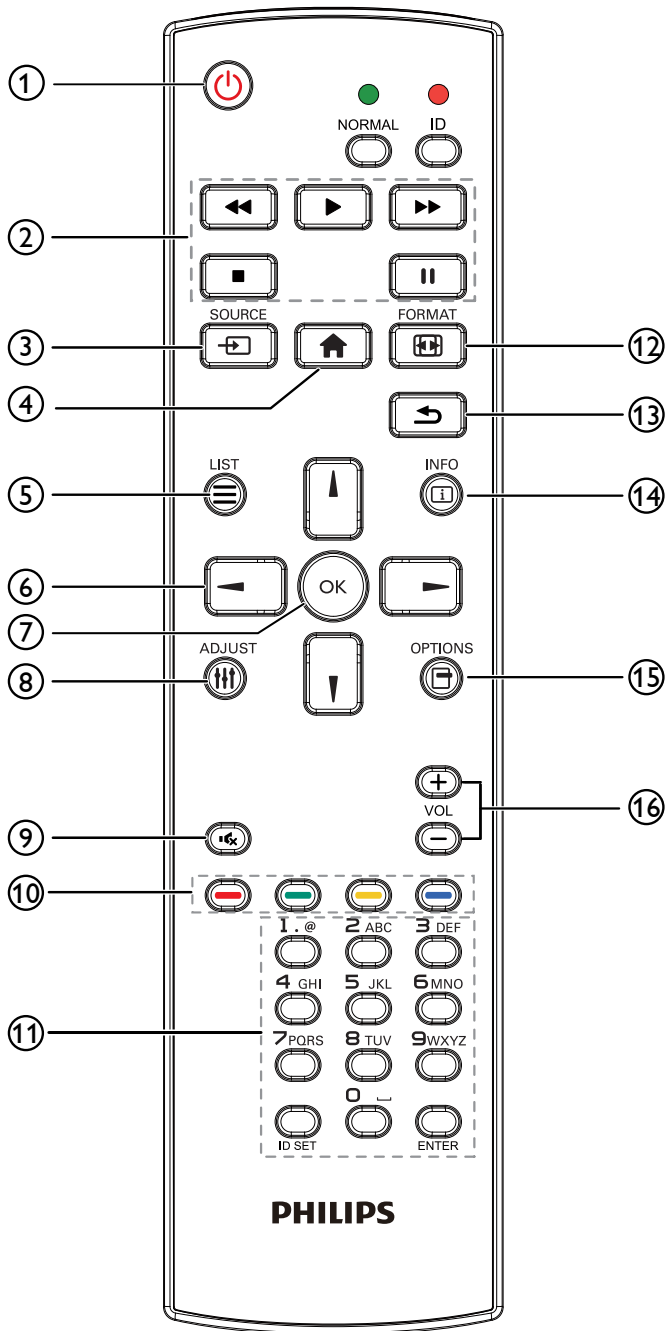 ①
NORMAL ID
②
SOURCE FORMAT
③ ⑫
④
⑬
LIST INFO
⑤ ⑭
⑥
OK
⑦
ADJUST OPTIONS
⑧ ⑮
+
VOL ⑯
−
⑨
⑩
1 . @ 2 ABC 3 DEF
4 GHI 5 JKL 6 MNO
⑪
7 PQRS 8 TUV 9 WXYZ
0 ⎵
ID SET ENTER
PHILIPS